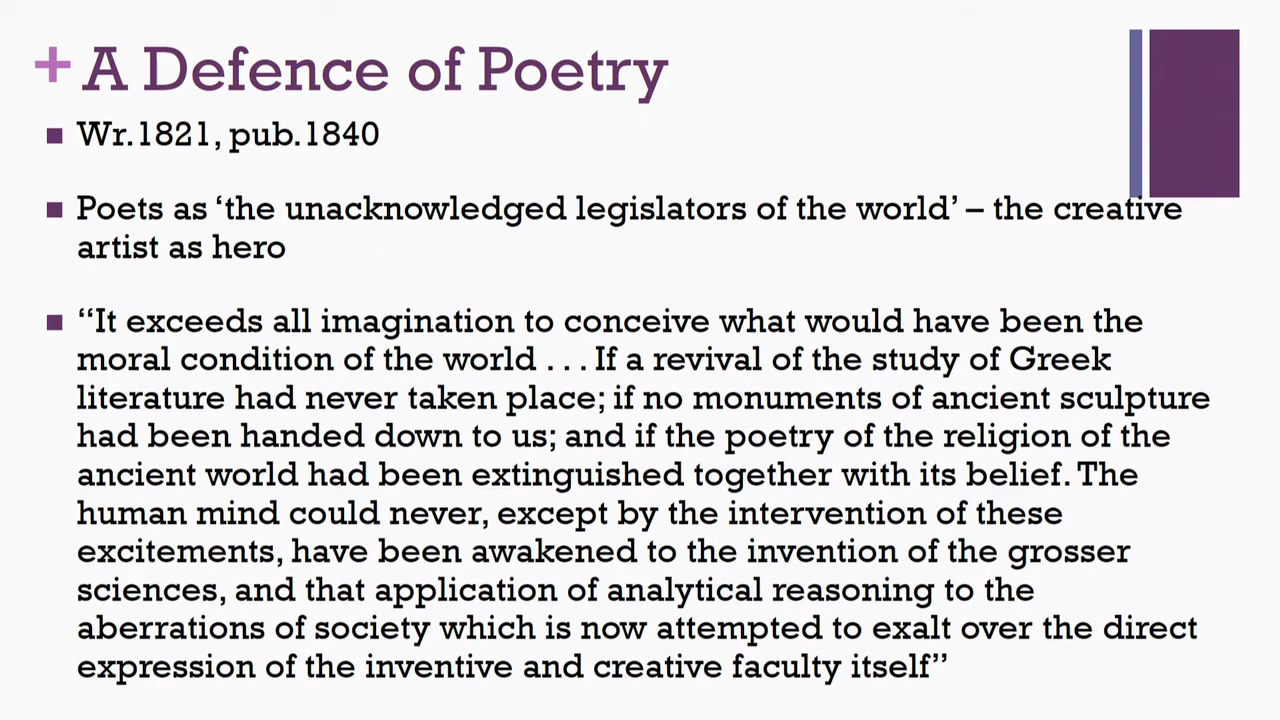 + A Defence of Poetry
■ Wr.1821, pub.1840
■ Poets as ‘the unacknowledged legislators of the world’ – the creative
artist as hero
■ “It exceeds all imagination to conceive what would have been the
moral condition of the world . . . If a revival of the study of Greek
literature had never taken place; if no monuments of ancient sculpture
had been handed down to us; and if the poetry of the religion of the
ancient world had been extinguished together with its belief. The
human mind could never, except by the intervention of these
excitements, have been awakened to the invention of the grosser
sciences, and that application of analytical reasoning to the
aberrations of society which is now attempted to exalt over the direct
expression of the inventive and creative faculty itself”